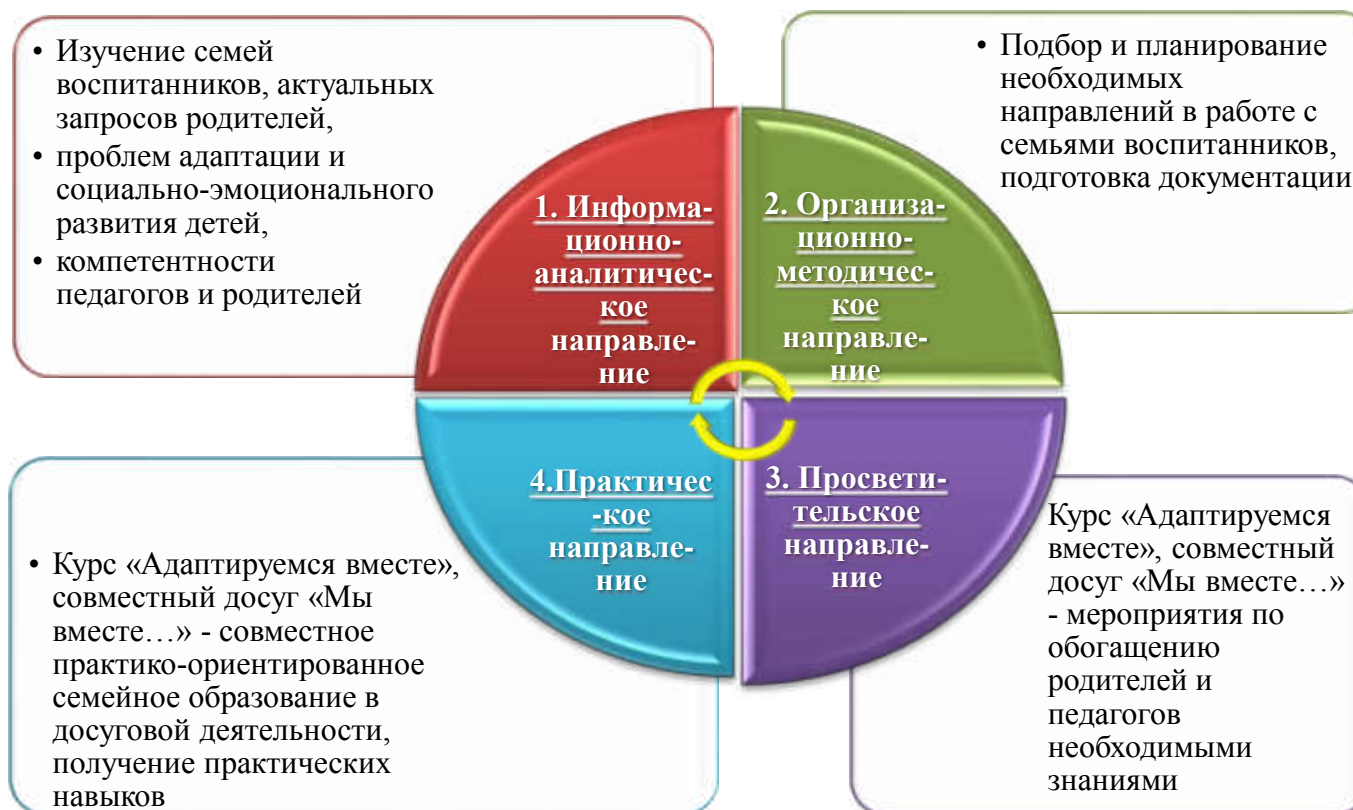 • Изучение семей
воспитанников, актуальных
запросов родителей,
• проблем адаптации и
социально-эмоционального
развития детей,
• компетентности
педагогов и родителей
• Подбор и планирование
необходимых
направлений в работе с
семьями воспитанников,
подготовка документации
1. Информа-
ционно-
аналитичес-
кое
направле-
ние
2. Организа-
ционно-
методичес-
кое
направле-
ние
4.Практичес
-кое
направле-
ние
3. Просвети-
тельское
направле-
ние
• Курс «Адаптируемся вместе»,
совместный досуг «Мы
вместе…» - совместное
практико-ориентированное
семейное образование в
досуговой деятельности,
получение практических
навыков
Курс «Адаптируемся
вместе», совместный
досуг «Мы вместе…»
- мероприятия по
обогащению
родителей и
педагогов
необходимыми
знаниями